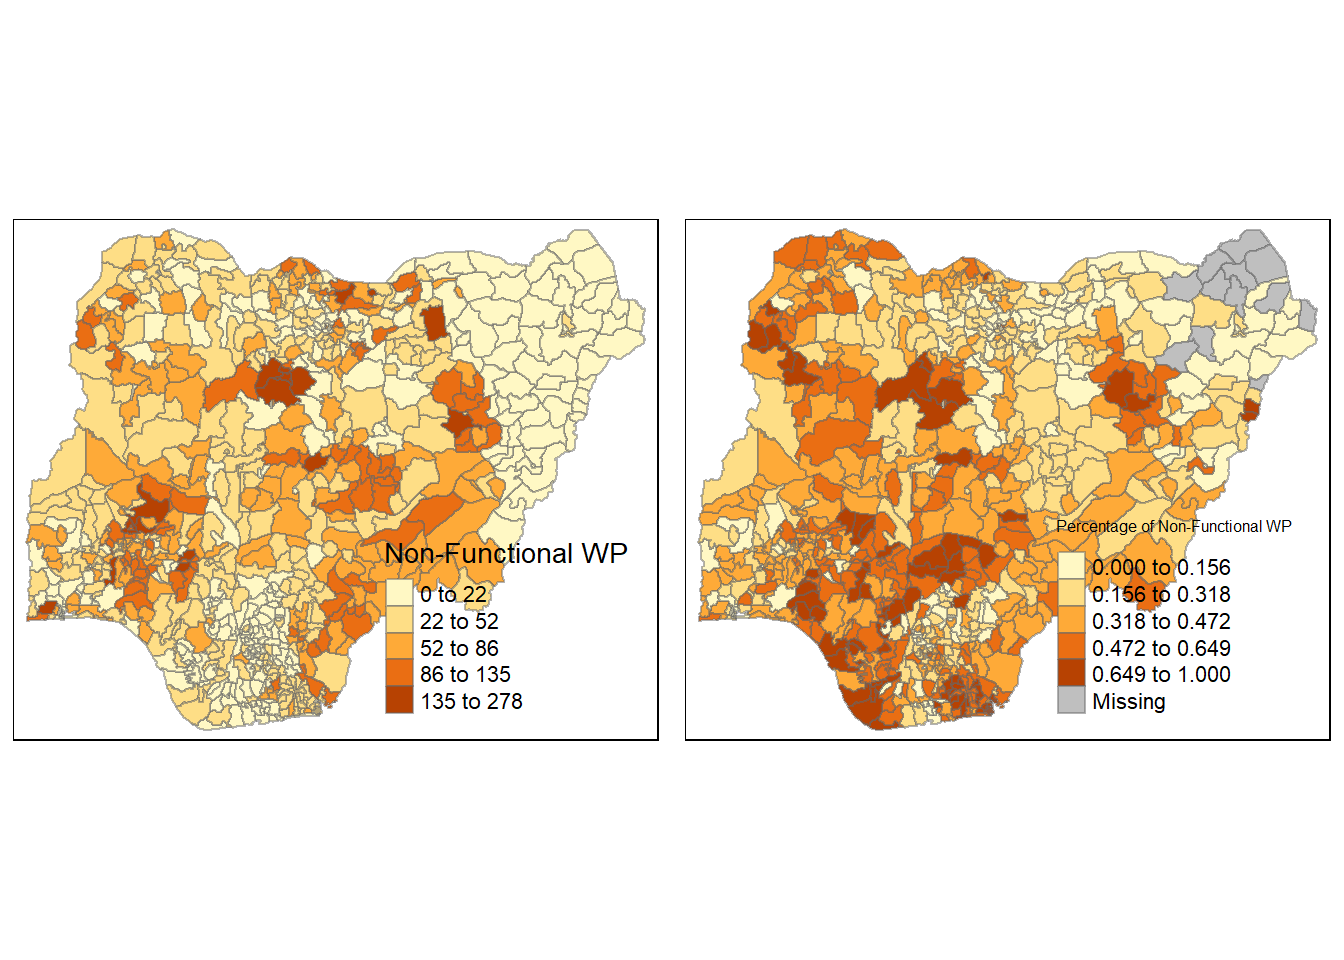 Non-Functional WP
0 to 22
22 to 52
52 to 86
86 to 135
135 to 278
Percentage of Non-Functional WP
0.000 to 0.156
0.156 to 0.318
0.318 to 0.472
0.472 to 0.649
0.649 to 1.000
Missing